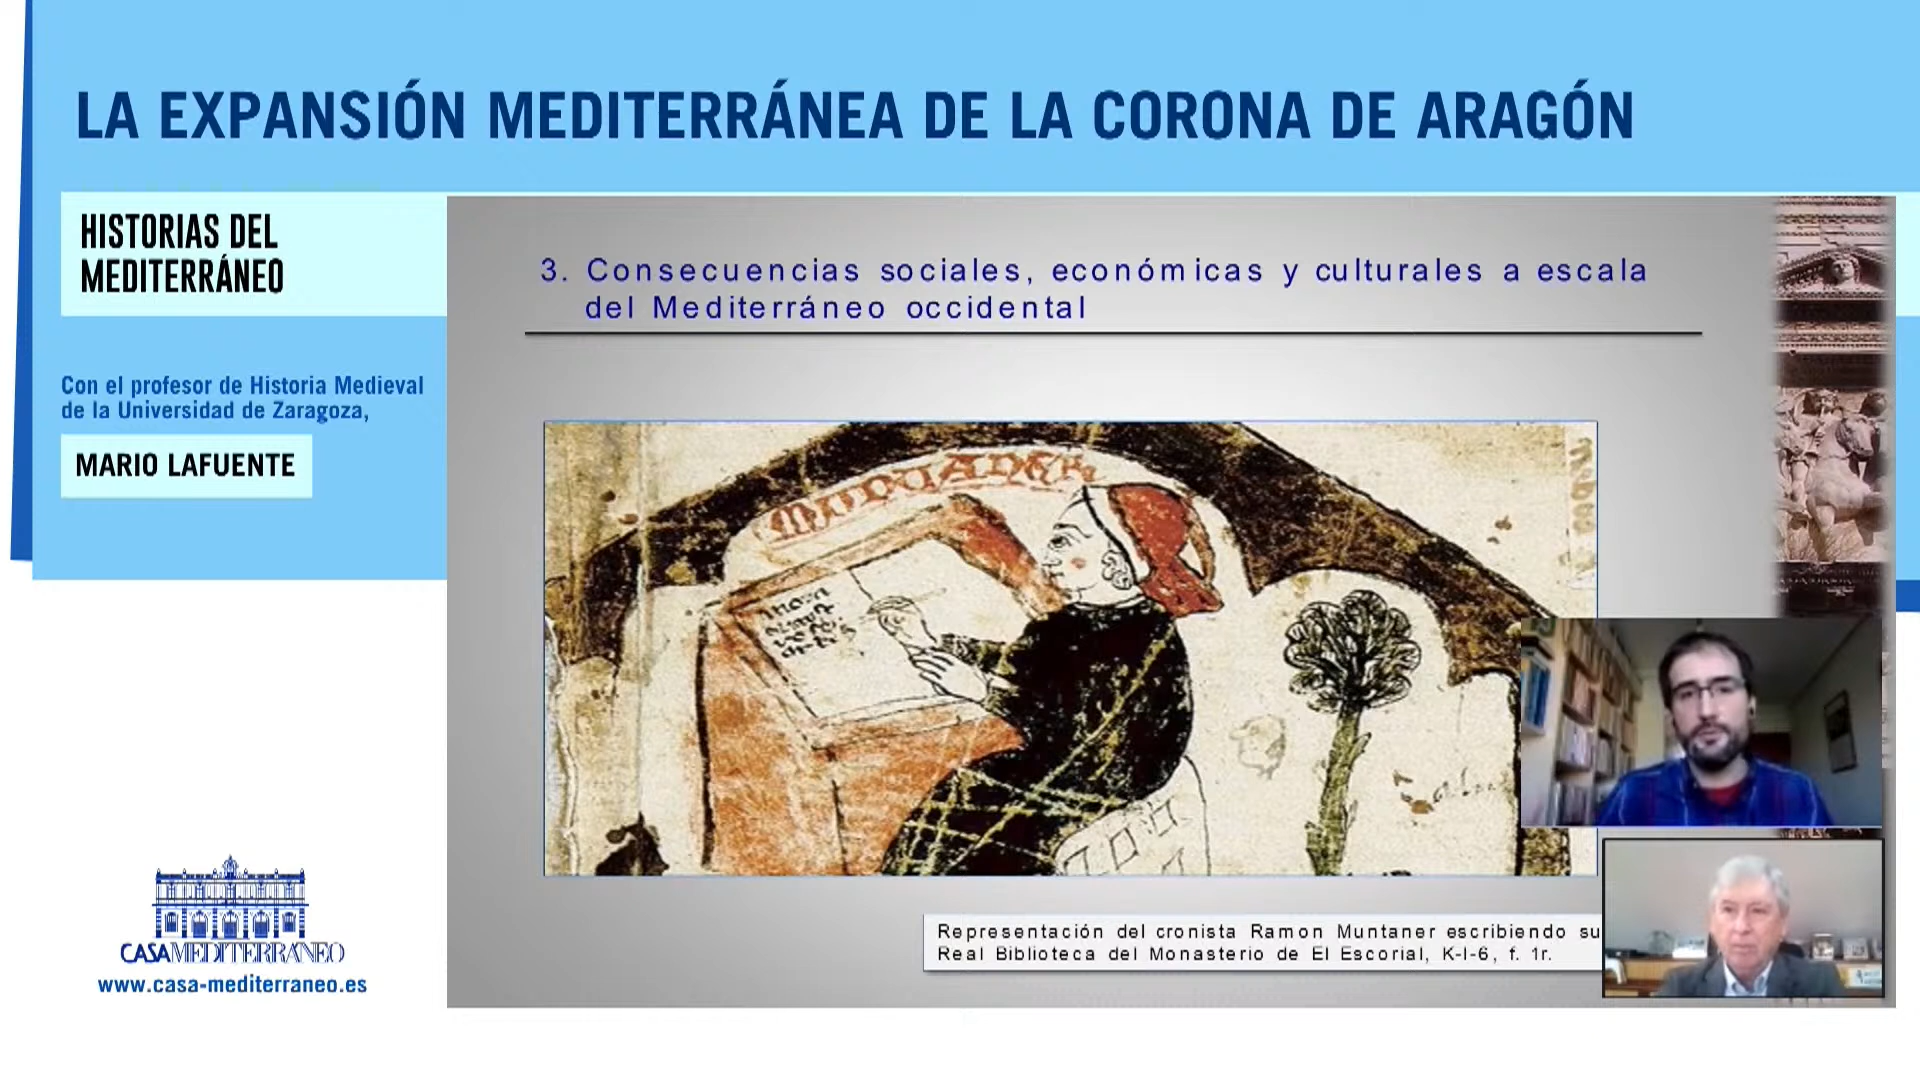 LA EXPANSIÓN MEDITERRÁNEA DE LA CORONA DE ARAGÓN
HISTORIAS DEL
MEDITERRÁNEO
Con el profesor de Historia Medieval
de la Universidad de Zaragoza,
MARIO LAFUENTE
3. Consecuencias sociales, económicas y culturales a escala
del Mediterráneo occidental
Representación del cronista Ramon Muntaner escribiendo su
Real Biblioteca del Monasterio de El Escorial, K-I-6, f. 1r.
CASA MEDITERRÁNEO
www.casa-mediterraneo.es